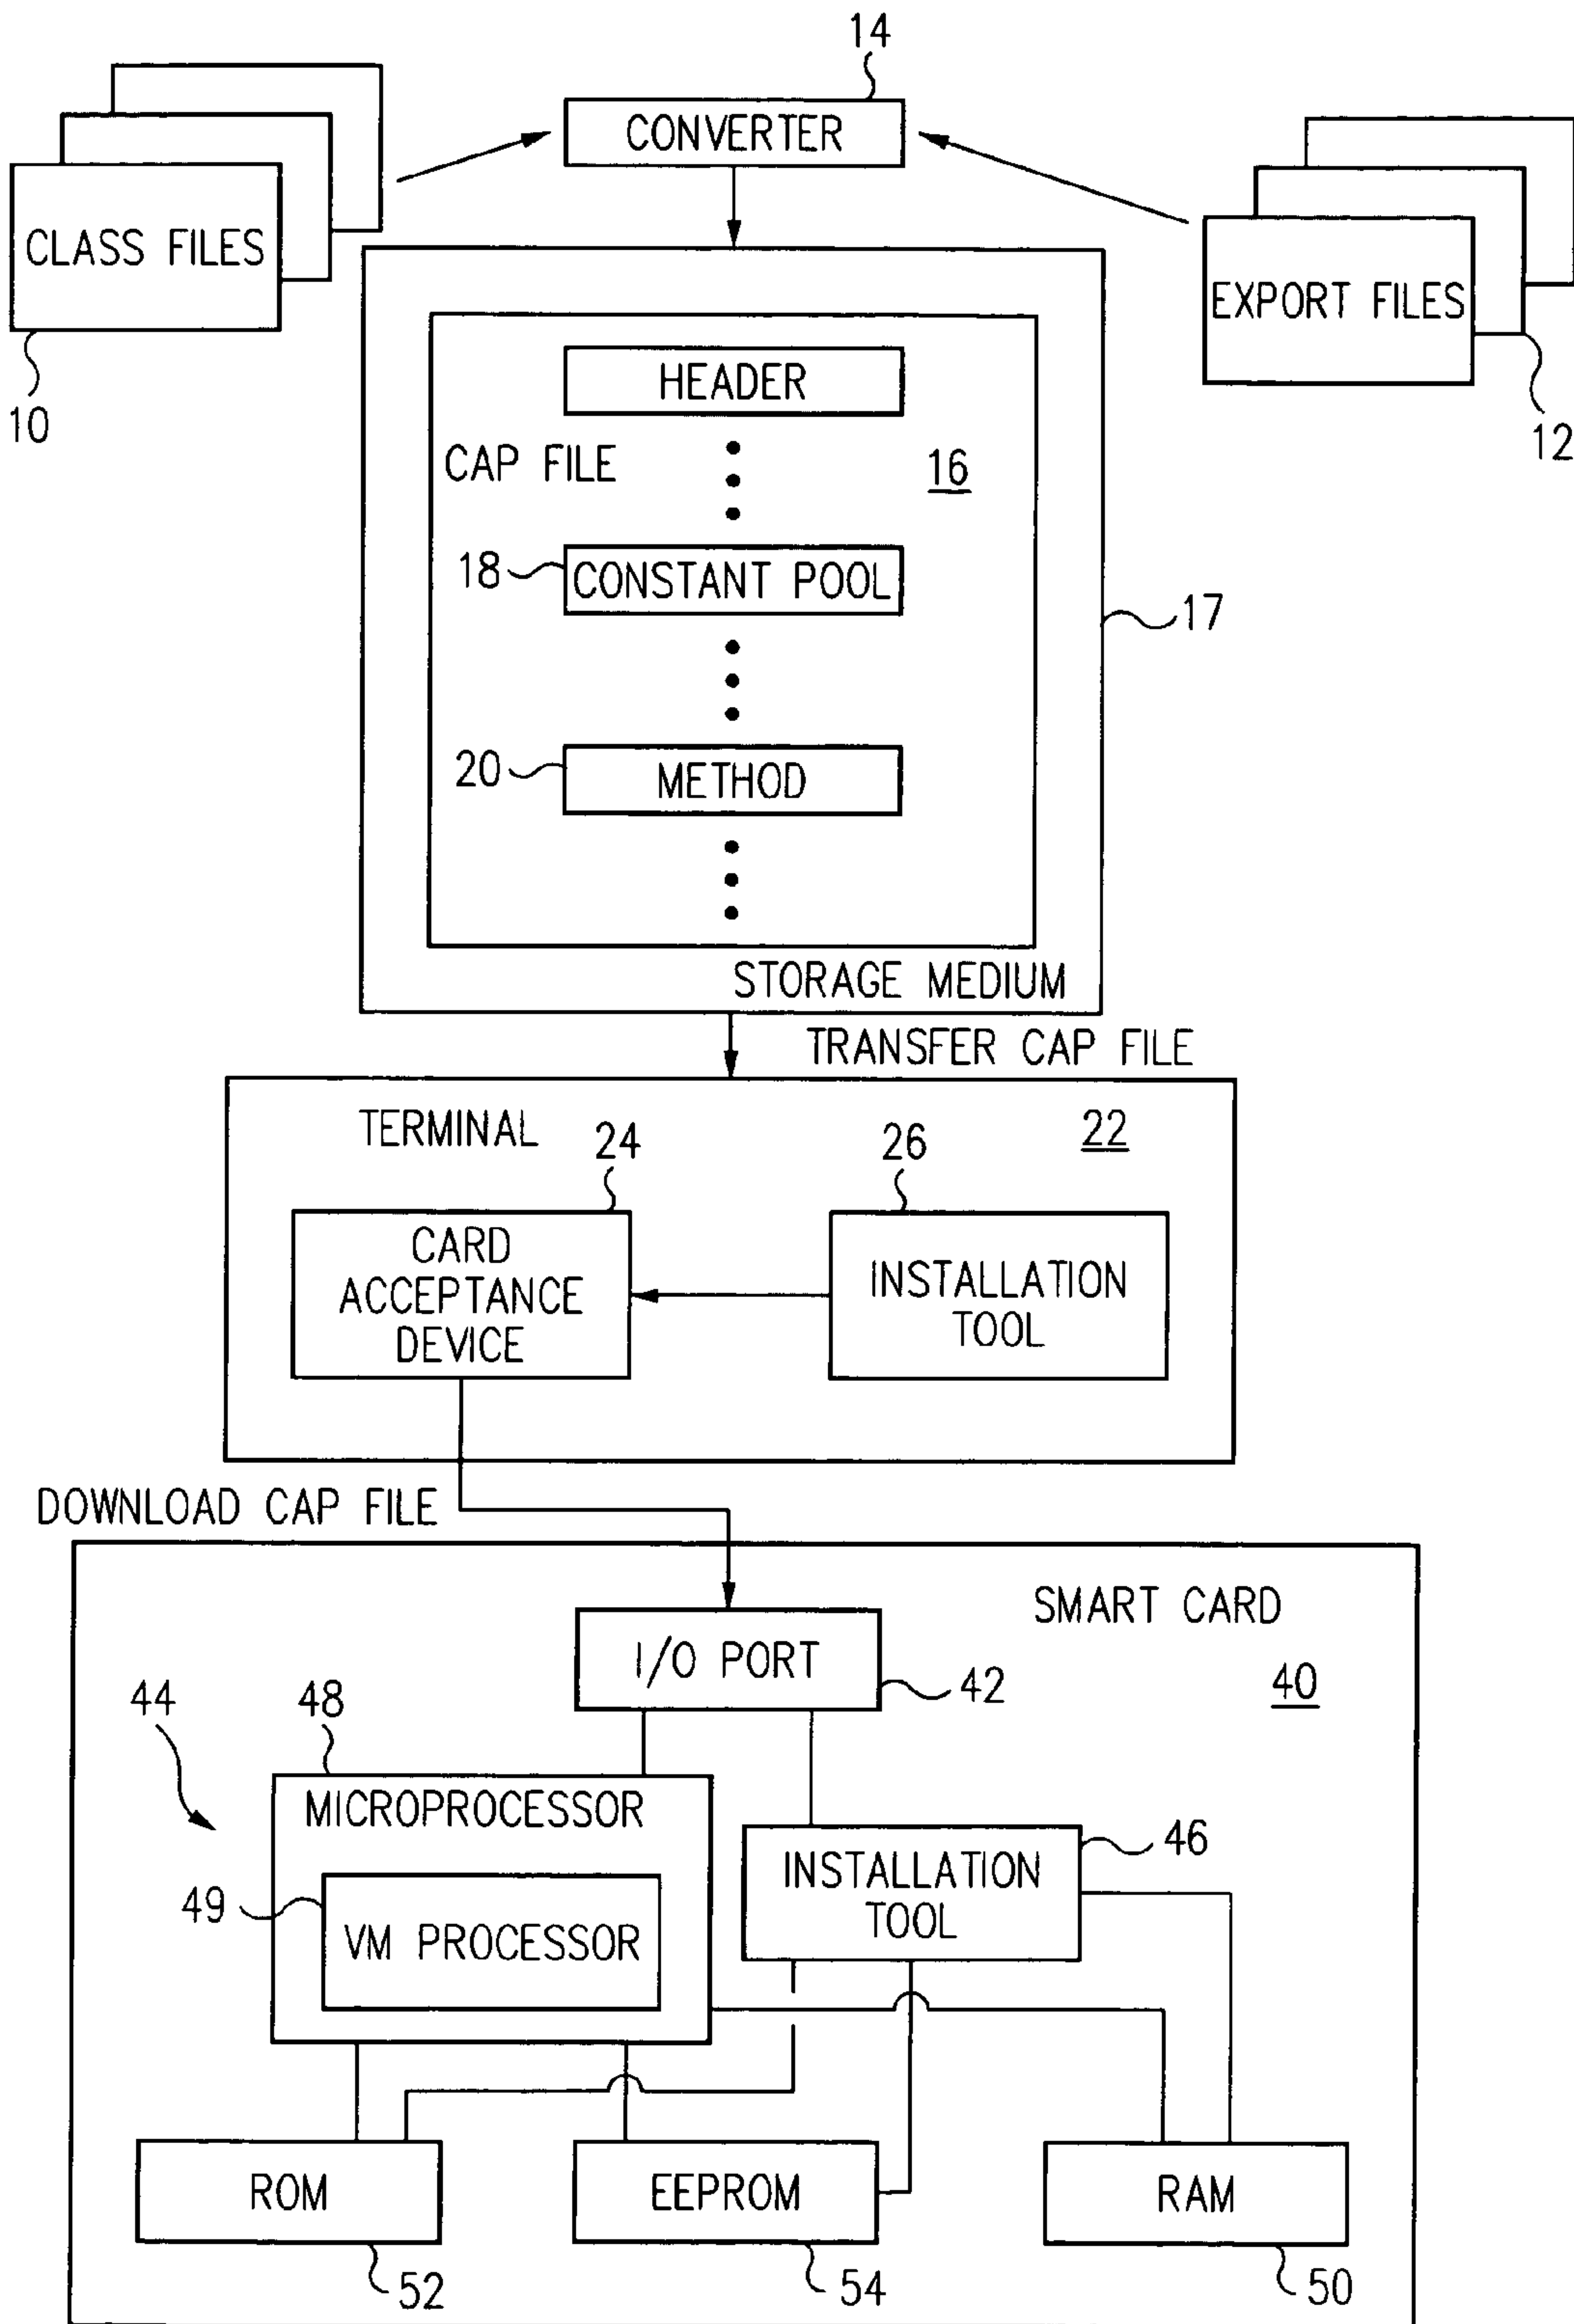 14
CONVERTER
CLASS FILES
10
EXPORT FILES
12
HEADER
CAP FILE
16
18
CONSTANT POOL
17
20
METHOD
STORAGE MEDIUM
TRANSFER CAP FILE
TERMINAL
22
24
26
CARD
ACCEPTANCE
DEVICE
INSTALLATION
TOOL
DOWNLOAD CAP FILE
SMART CARD
40
I/O PORT
42
44
48
MICROPROCESSOR
46
INSTALLATION
TOOL
49
VM PROCESSOR
ROM
EEPROM
RAM
52
54
50